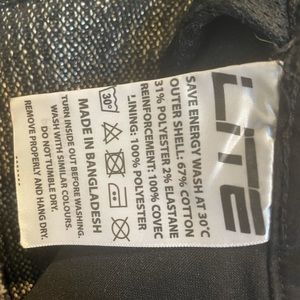 SAVE ENERGY WASH AT 30°C
OUTER SHELL: 67% COTTON
31% POLYESTER 2% ELASTANE
REINFORCEMENT: 100% COVEC
LINING: 100% POLYESTER
30°
MADE IN BANGLADESH
TURN INSIDE OUT BEFORE WASHING.
WASH WITH SIMILAR COLOURS.
DO NOT TUMBLE DRY.
REMOVE PROPERLY AND HANG DRY.